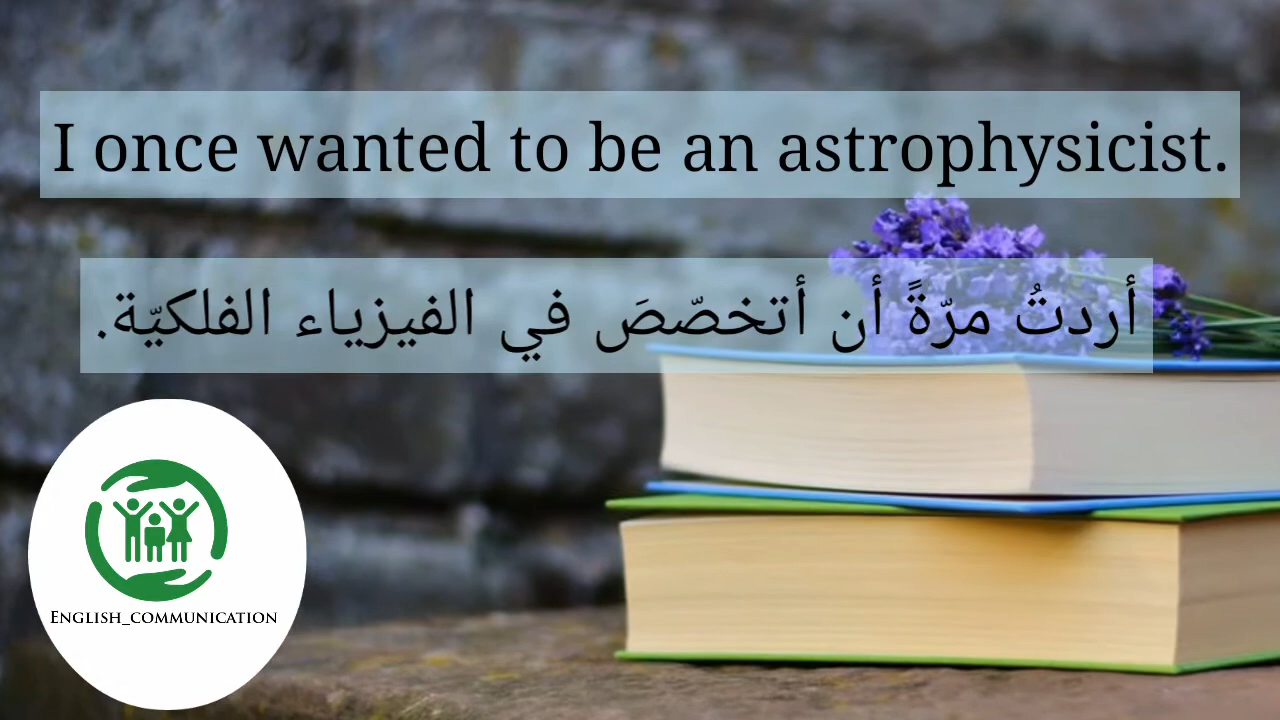 I once wanted to be an astrophysicist.
أردتُ مرّةً أن أتخصّصَ في الفيزياء الفلكيّة.
English_communication